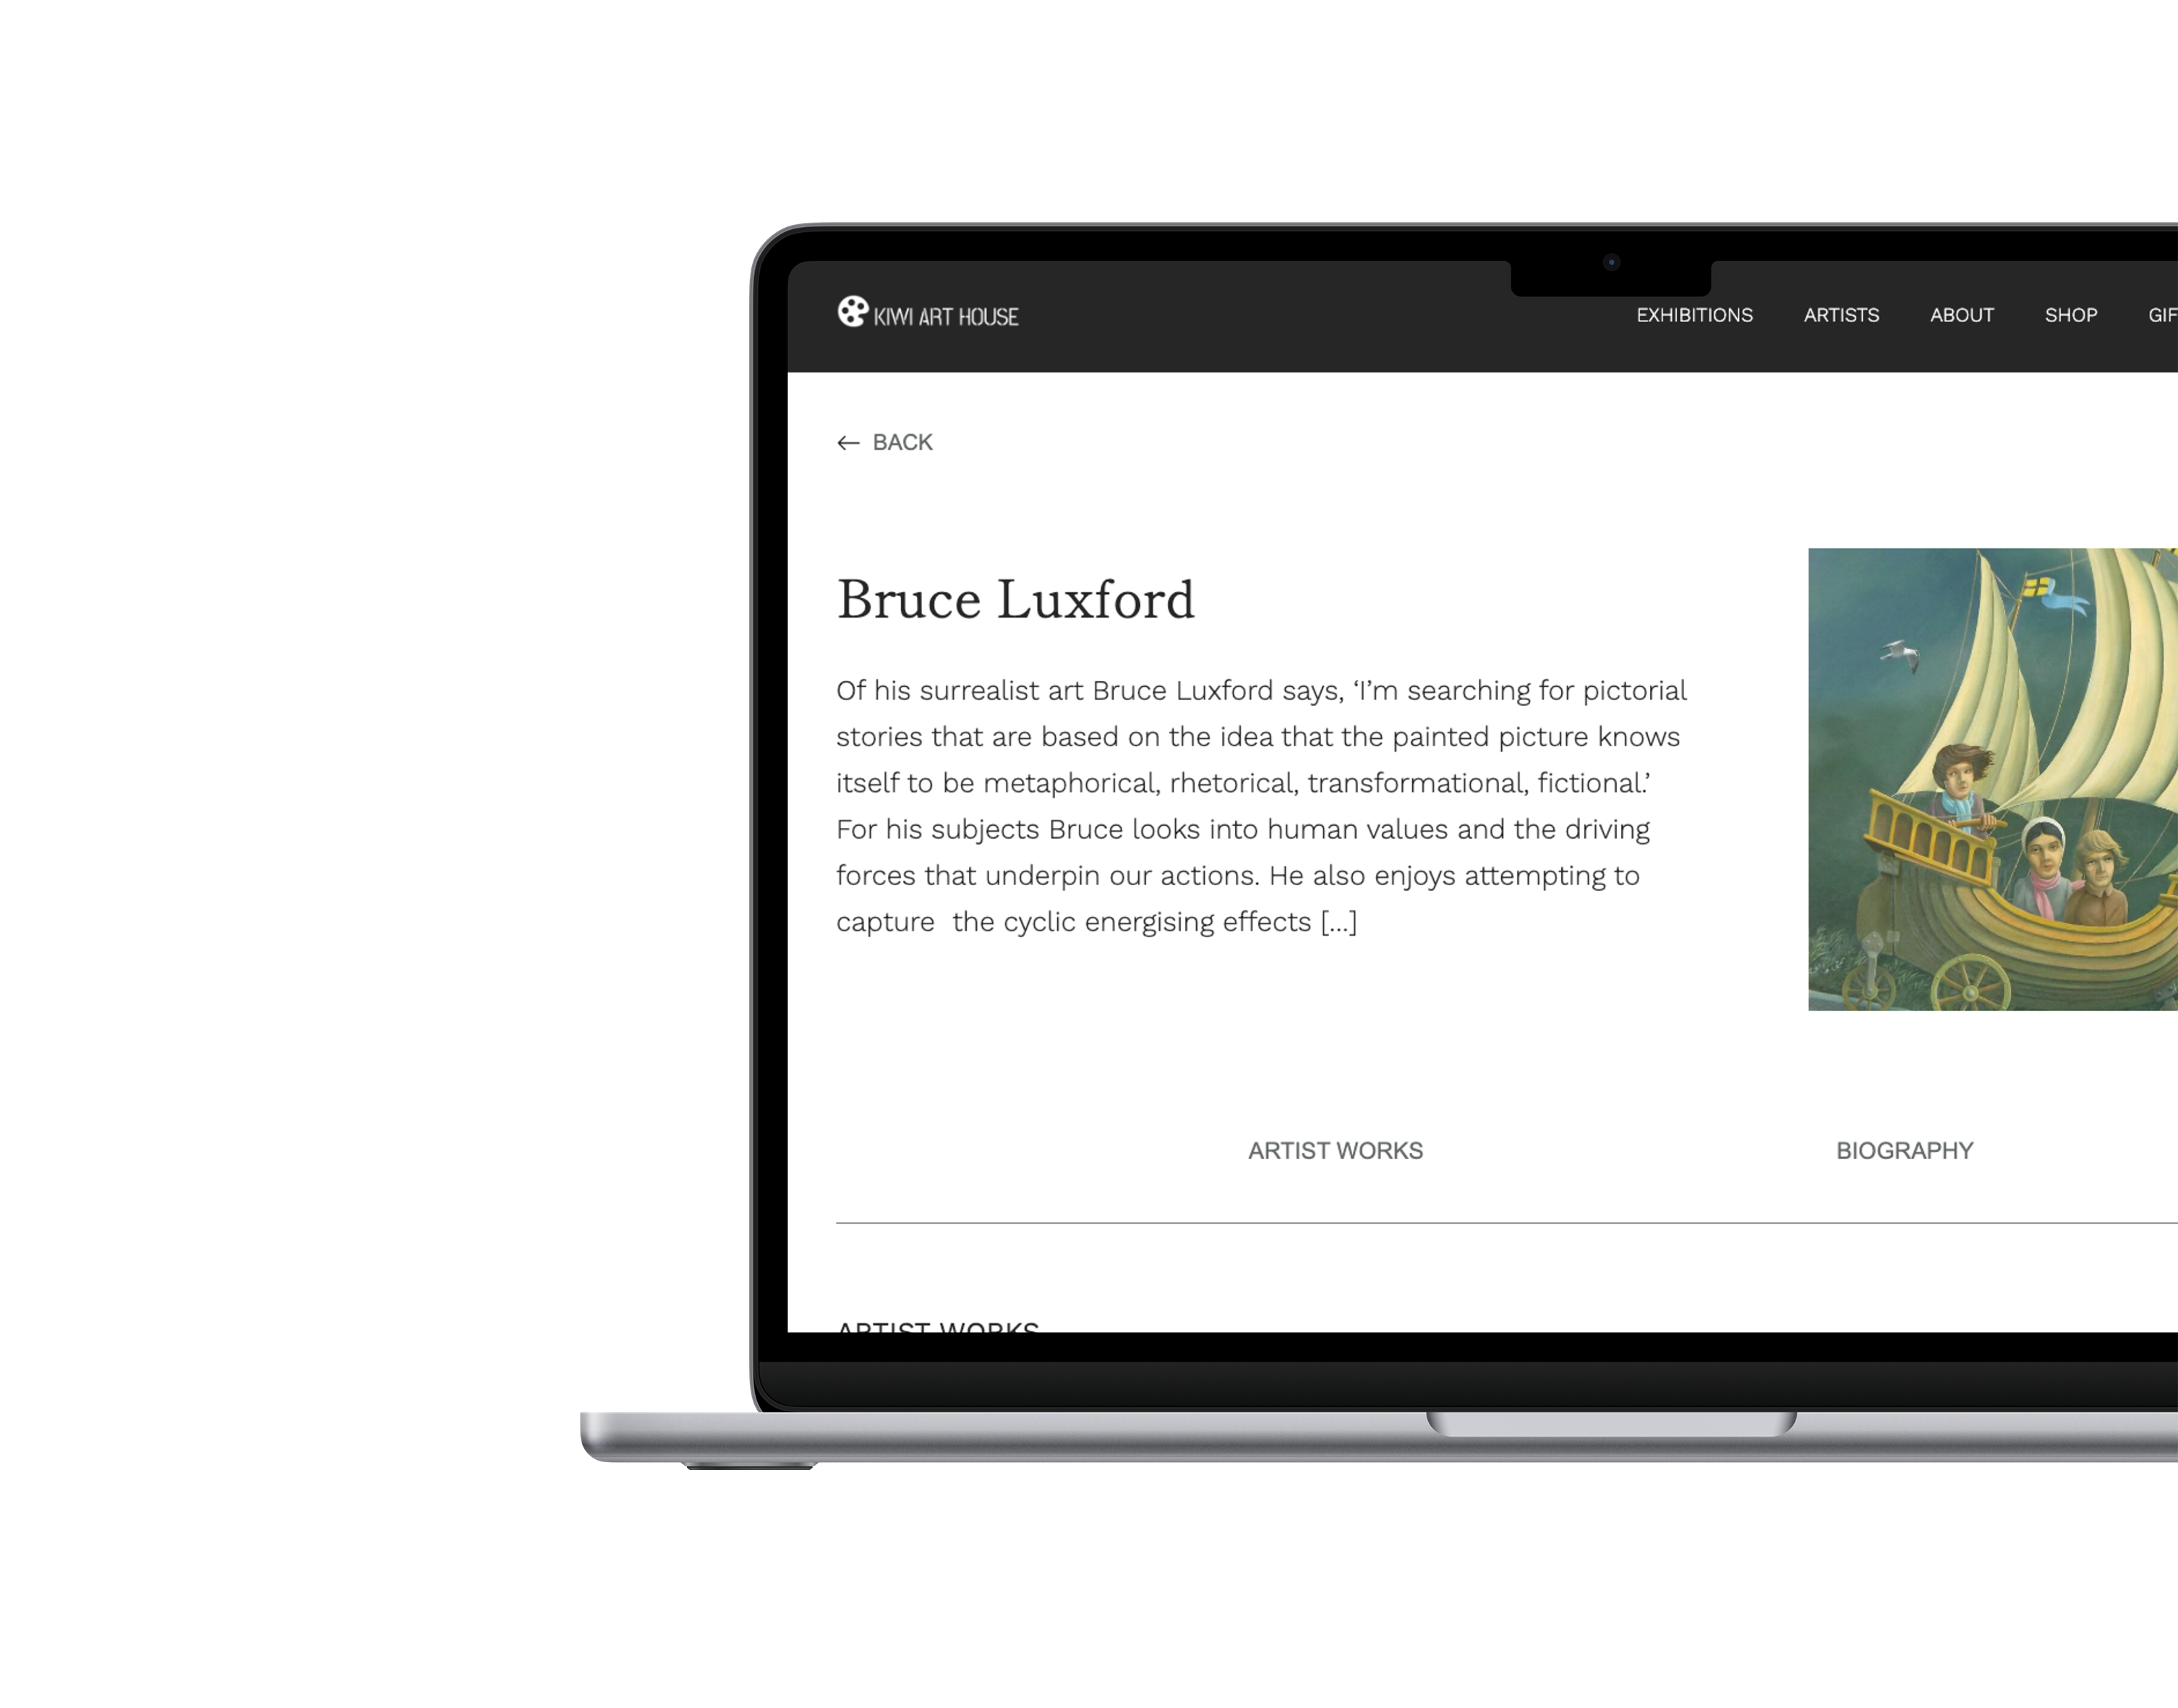 KIWI ART HOUSE
EXHIBITIONS ARTISTS ABOUT SHOP GIF
← BACK
Bruce Luxford
Of his surrealist art Bruce Luxford says, ‘I’m searching for pictorial
stories that are based on the idea that the painted picture knows
itself to be metaphorical, rhetorical, transformational, fictional.’
For his subjects Bruce looks into human values and the driving
forces that underpin our actions. He also enjoys attempting to
capture  the cyclic energising effects [...]
ARTIST WORKS BIOGRAPHY
ARTIST WORKS